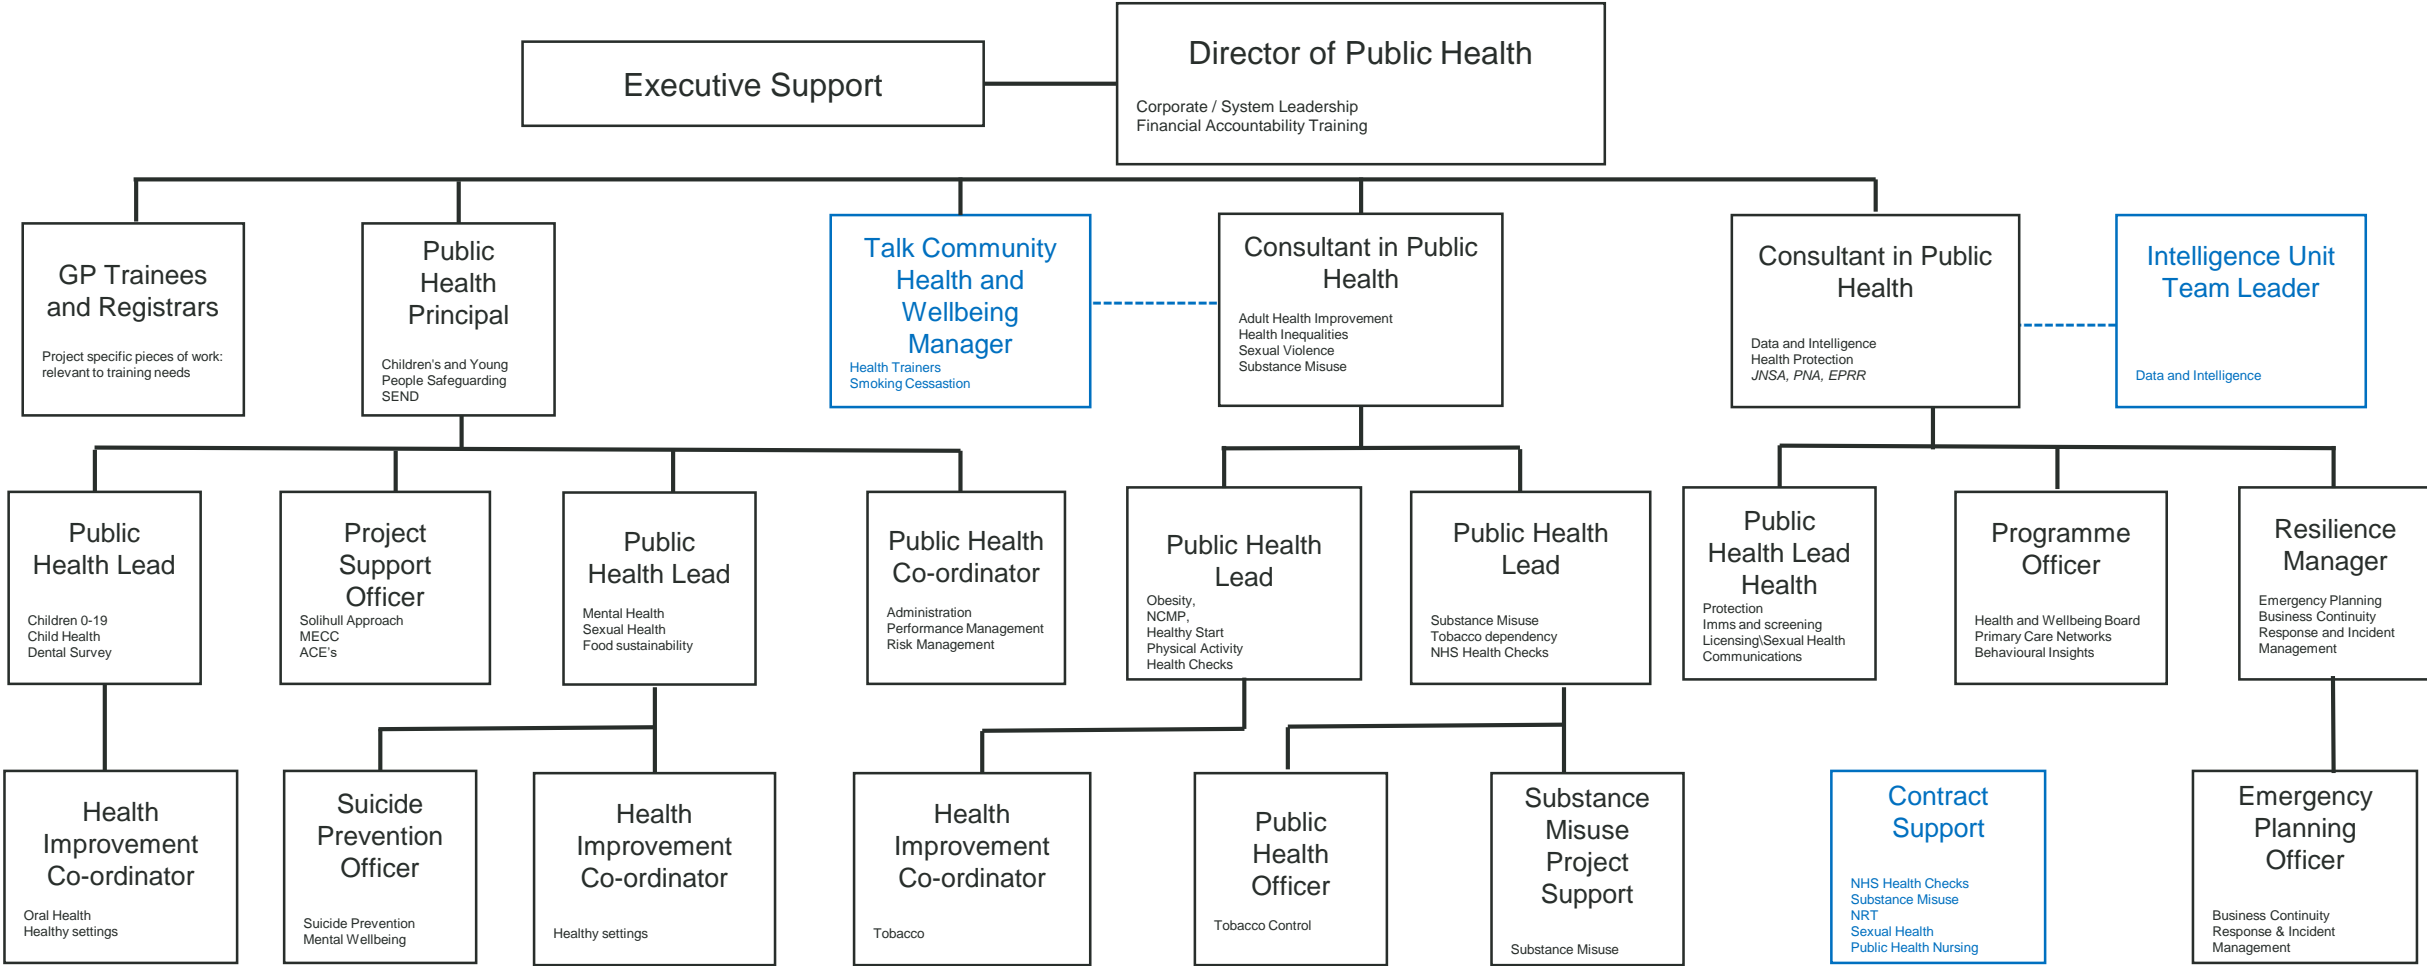 Executive Support
Director of Public Health
Corporate / System Leadership
Financial Accountability Training
GP Trainees
and Registrars
Project specific pieces of work:
relevant to training needs
Public
Health
Principal
Children's and Young
People Safeguarding
SEND
Talk Community
Health and
Wellbeing
Manager
Health Trainers
Smoking Cessastion
Consultant in Public
Health
Adult Health Improvement
Health Inequalities
Sexual Violence
Substance Misuse
Consultant in Public
Health
Data and Intelligence
Health Protection
JNSA, PNA, EPRR
Intelligence Unit
Team Leader
Data and Intelligence
Public
Health Lead
Children 0-19
Child Health
Dental Survey
Project
Support
Officer
Solihull Approach
MECC
ACE's
Public
Health Lead
Mental Health
Sexual Health
Food sustainability
Public Health
Co-ordinator
Administration
Performance Management
Risk Management
Public Health
Lead
Obesity,
NCMP,
Healthy Start
Physical Activity
Health Checks
Public Health
Lead
Substance Misuse
Tobacco dependency
NHS Health Checks
Public
Health Lead
Health
Protection
Imms and screening
Licensing\Sexual Health
Communications
Programme
Officer
Health and Wellbeing Board
Primary Care Networks
Behavioural Insights
Resilience
Manager
Emergency Planning
Business Continuity
Response and Incident
Management
Health
Improvement
Co-ordinator
Oral Health
Healthy settings
Suicide
Prevention
Officer
Suicide Prevention
Mental Wellbeing
Health
Improvement
Co-ordinator
Healthy settings
Health
Improvement
Co-ordinator
Tobacco
Public
Health
Officer
Tobacco Control
Substance
Misuse
Project
Support
Substance Misuse
Contract
Support
NHS Health Checks
Substance Misuse
NRT
Sexual Health
Public Health Nursing
Emergency
Planning
Officer
Business Continuity
Response & Incident
Management